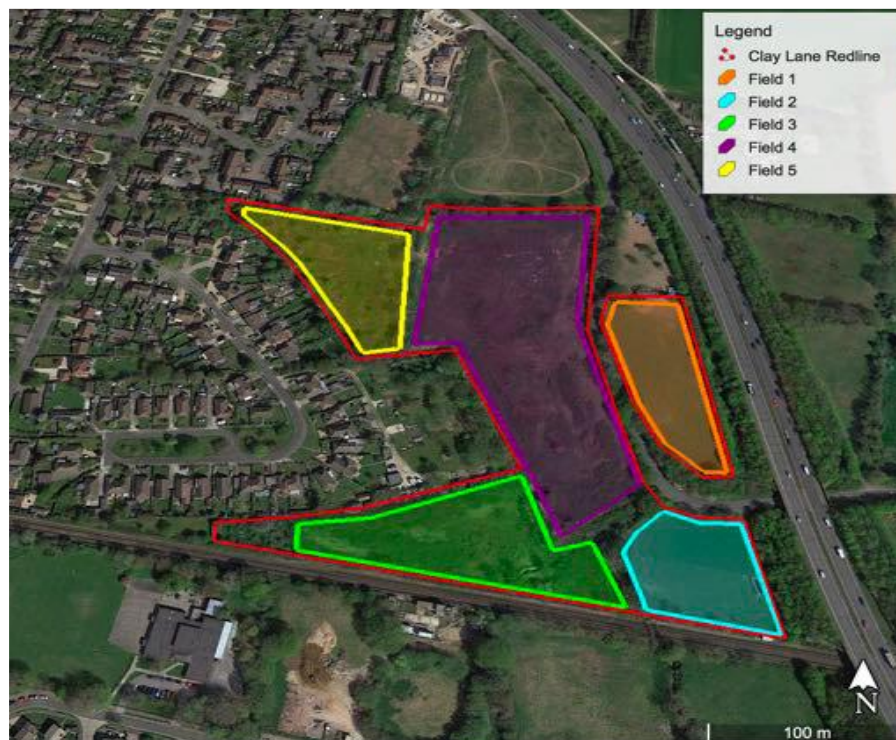 Legend
Clay Lane Redline
Field 1
Field 2
Field 3
Field 4
Field 5
N
100 m